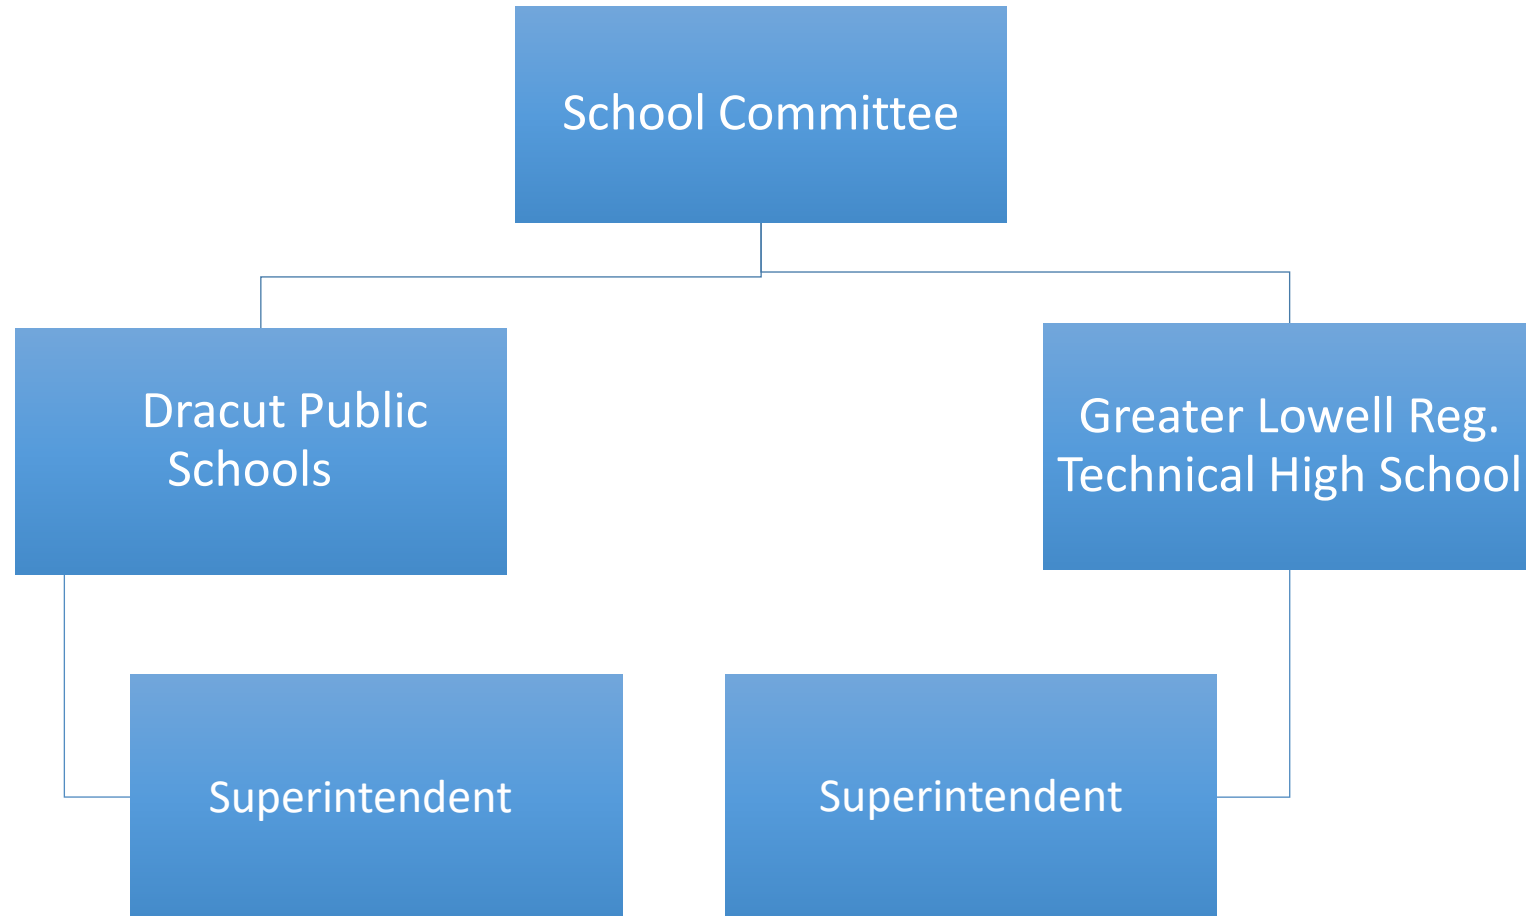 School Committee
Dracut Public
Schools
Greater Lowell Reg.
Technical High School
Superintendent
Superintendent